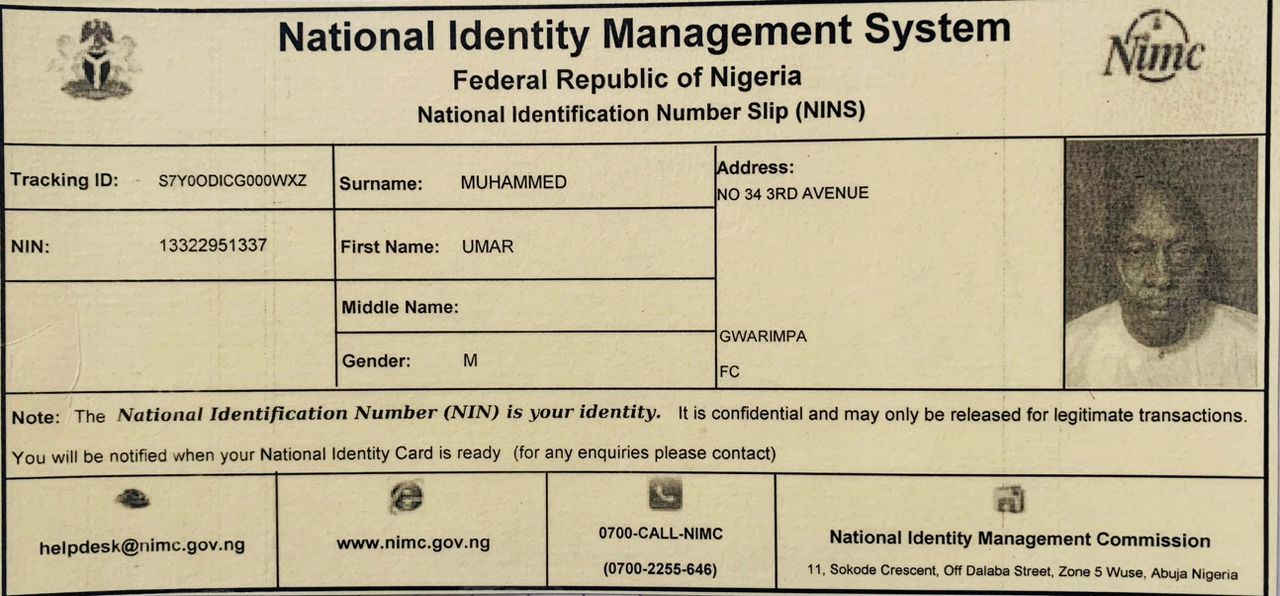 National Identity Management System
Federal Republic of Nigeria
National Identification Number Slip (NINS)
Nimc
Tracking ID: S7Y0ODICG000WXZ
Surname: MUHAMMED
Address:
NO 34 3RD AVENUE
NIN: 13322951337
First Name: UMAR
Middle Name:
GWARIMPA
Gender: M
FC
Note: The National Identification Number (NIN) is your identity. It is confidential and may only be released for legitimate transactions.
You will be notified when your National Identity Card is ready (for any enquiries please contact)
helpdesk@nimc.gov.ng
www.nimc.gov.ng
0700-CALL-NIMC
(0700-2255-646)
National Identity Management Commission
11, Sokode Crescent, Off Dalaba Street, Zone 5 Wuse, Abuja Nigeria